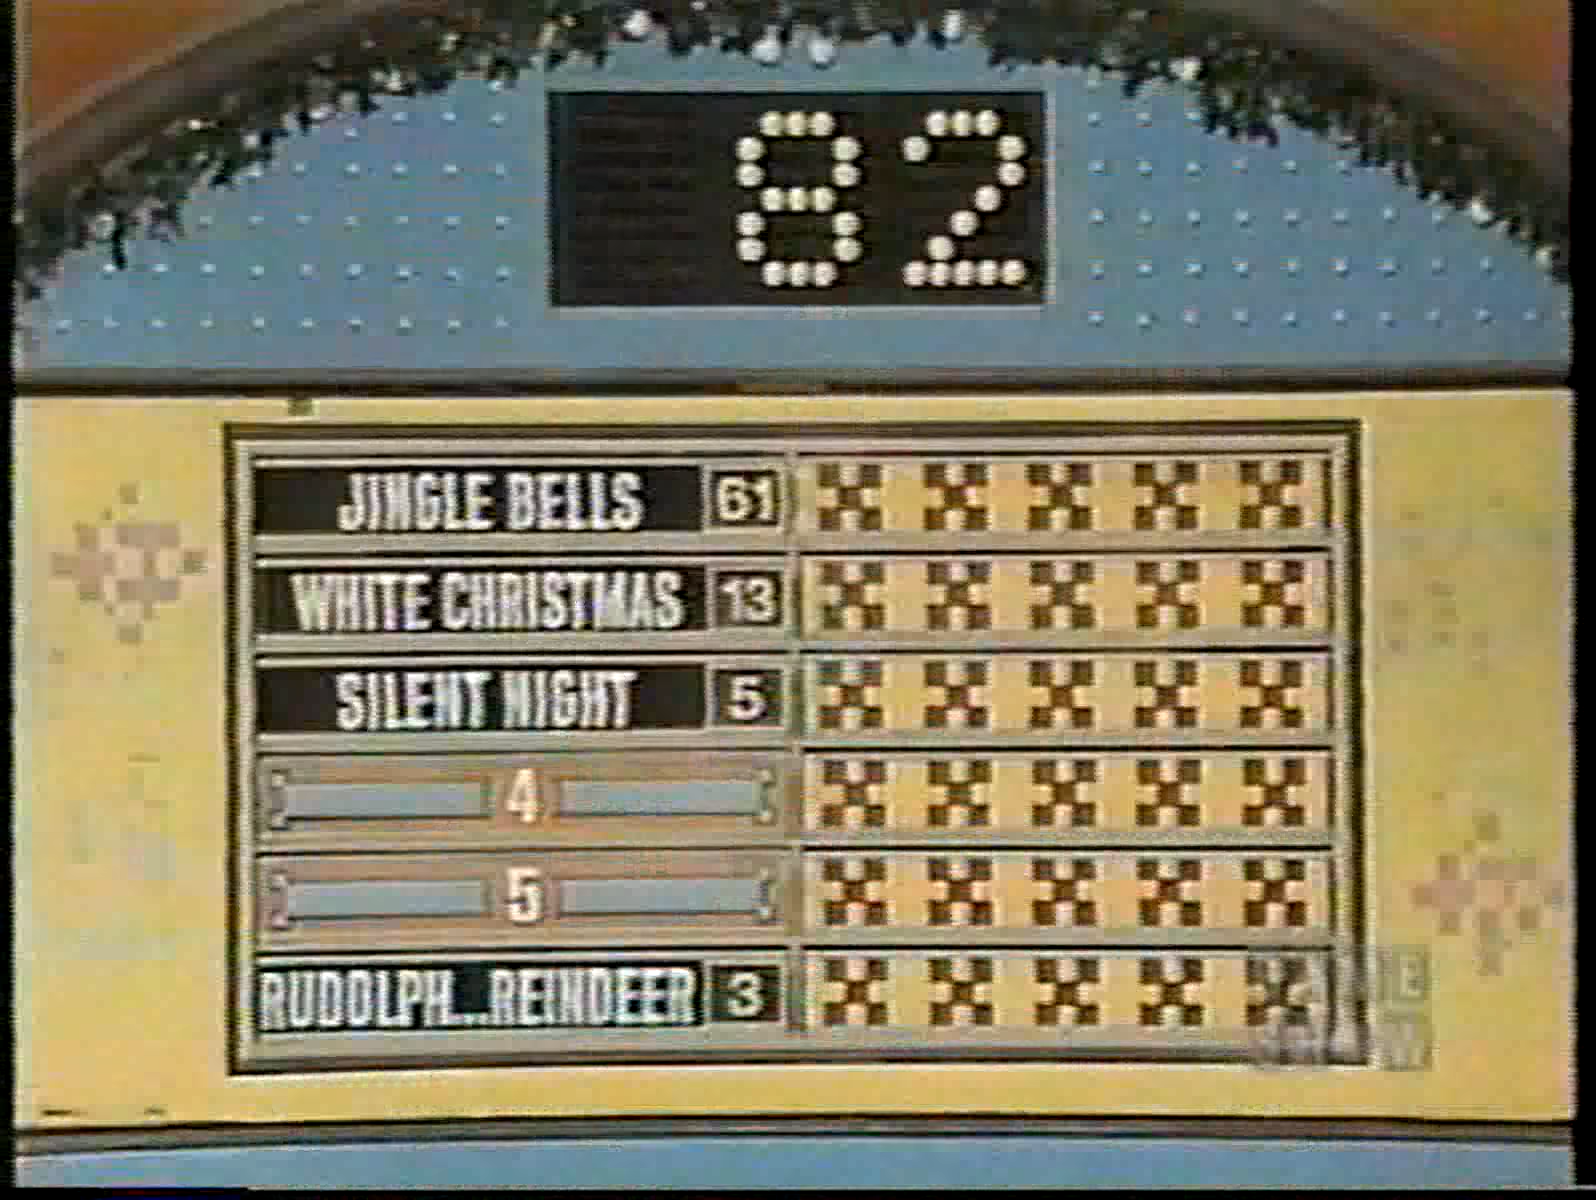 82
JINGLE BELLS 61
WHITE CHRISTMAS 13
SILENT NIGHT 5
4
5
RUDOLPH...REINDEER 3